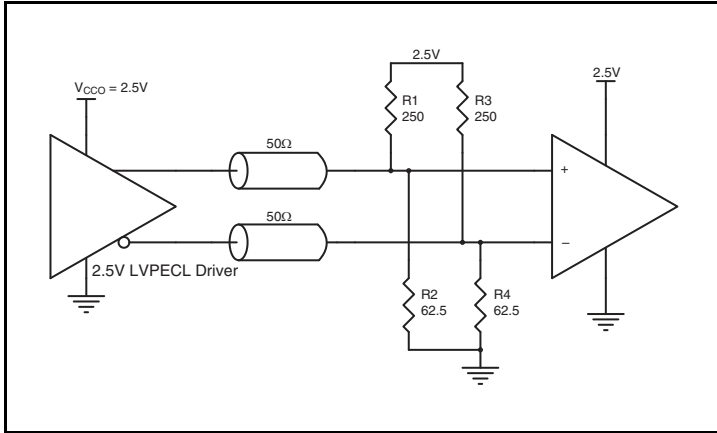 2.5V
V_CCO = 2.5V
2.5V
R1
250
R3
250
50Ω
+
50Ω
−
2.5V LVPECL Driver
R2
62.5
R4
62.5